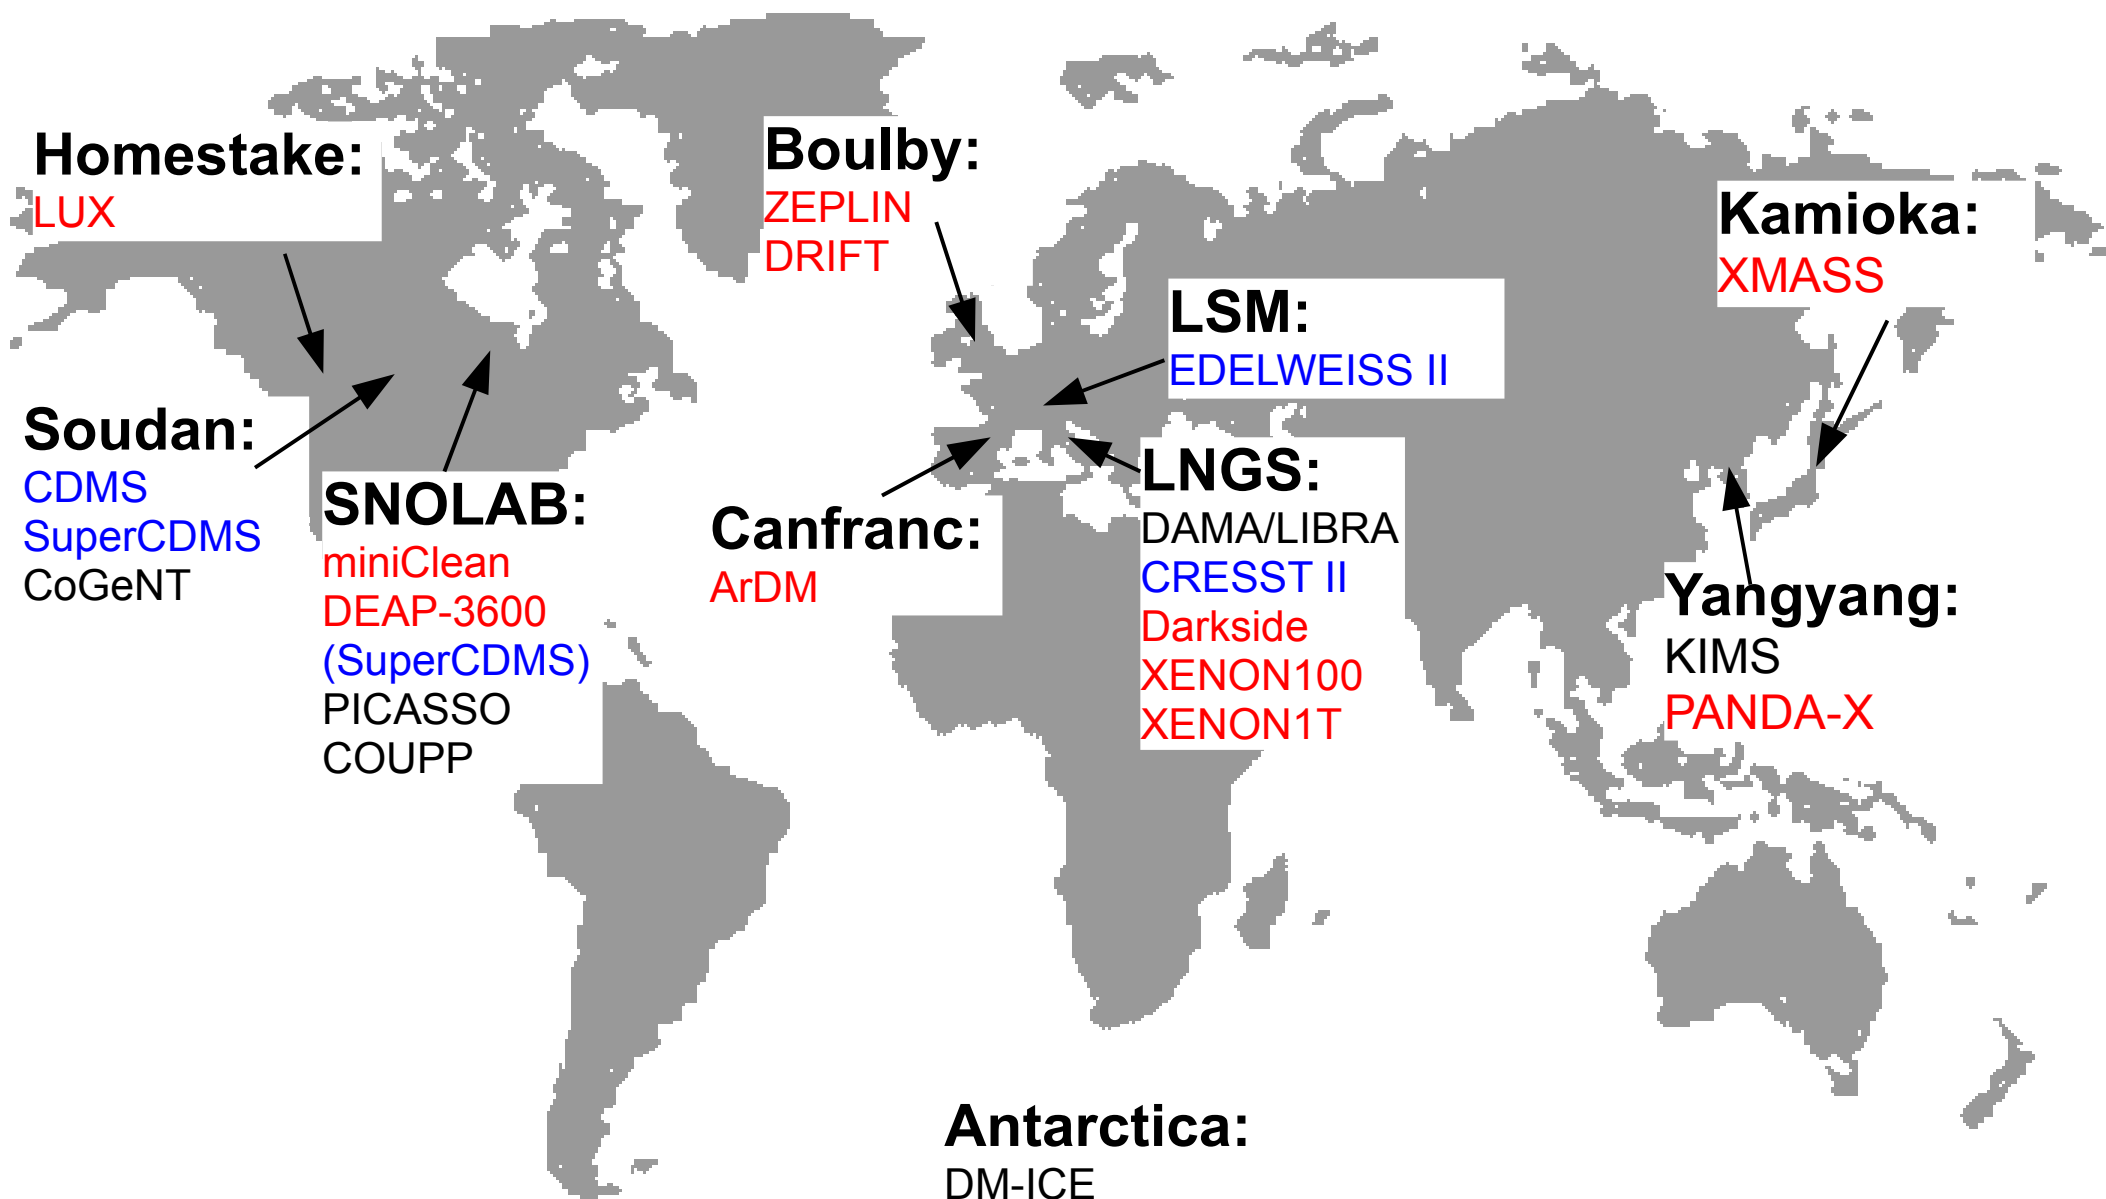 Homestake:
LUX
Boulby:
ZEPLIN
DRIFT
Kamioka:
XMASS
LSM:
EDELWEISS II
Soudan:
CDMS
SuperCDMS
CoGeNT
SNOLAB:
miniClean
DEAP-3600
(SuperCDMS)
PICASSO
COUPP
Canfranc:
ArDM
LNGS:
DAMA/LIBRA
CRESST II
Darkside
XENON100
XENON1T
Yangyang:
KIMS
PANDA-X
Antarctica:
DM-ICE